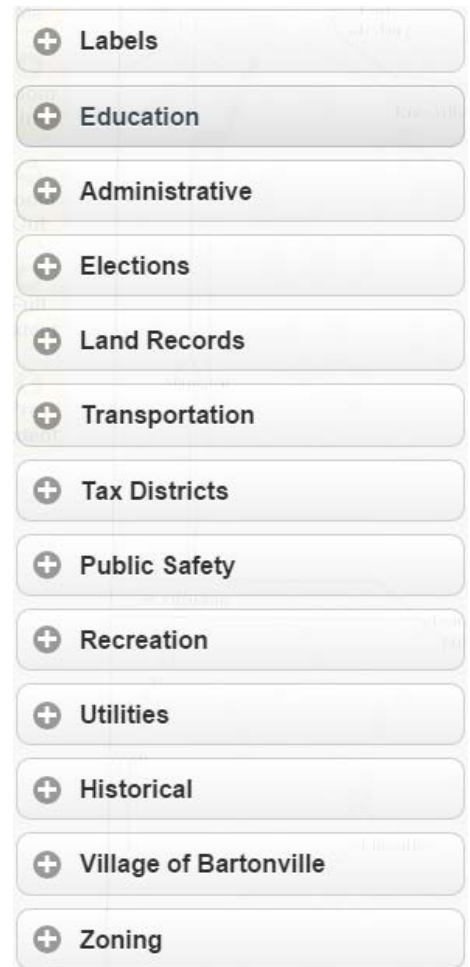 Labels
Education
Administrative
Elections
Land Records
Transportation
Tax Districts
Public Safety
Recreation
Utilities
Historical
Village of Bartonville
Zoning